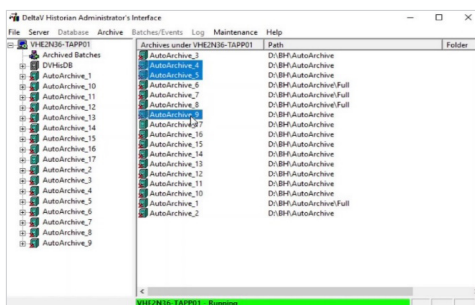 DeltaV Historian Administrator's Interface
File Server Database Archive Batches/Events Log Maintenance Help
VHE2N36-TAPP01
Archived Batches
DVHisDB
AutoArchive_1
AutoArchive_10
AutoArchive_11
AutoArchive_12
AutoArchive_13
AutoArchive_14
AutoArchive_15
AutoArchive_16
AutoArchive_17
AutoArchive_2
AutoArchive_3
AutoArchive_4
AutoArchive_5
AutoArchive_6
AutoArchive_7
AutoArchive_8
AutoArchive_9
Archives under VHE2N36-TAPP01 Path Folder
AutoArchive_3 D:\BH\AutoArchive
AutoArchive_4 D:\BH\AutoArchive
AutoArchive_5 D:\BH\AutoArchive
AutoArchive_6 D:\BH\AutoArchive\Full
AutoArchive_7 D:\BH\AutoArchive\Full
AutoArchive_8 D:\BH\AutoArchive\Full
AutoArchive_9 D:\BH\AutoArchive
AutoArchive_17 D:\BH\AutoArchive
AutoArchive_16 D:\BH\AutoArchive
AutoArchive_15 D:\BH\AutoArchive
AutoArchive_14 D:\BH\AutoArchive
AutoArchive_13 D:\BH\AutoArchive
AutoArchive_12 D:\BH\AutoArchive
AutoArchive_11 D:\BH\AutoArchive
AutoArchive_10 D:\BH\AutoArchive
AutoArchive_1 D:\BH\AutoArchive\Full
AutoArchive_2 D:\BH\AutoArchive
VHE2N36-TAPP01 - Running